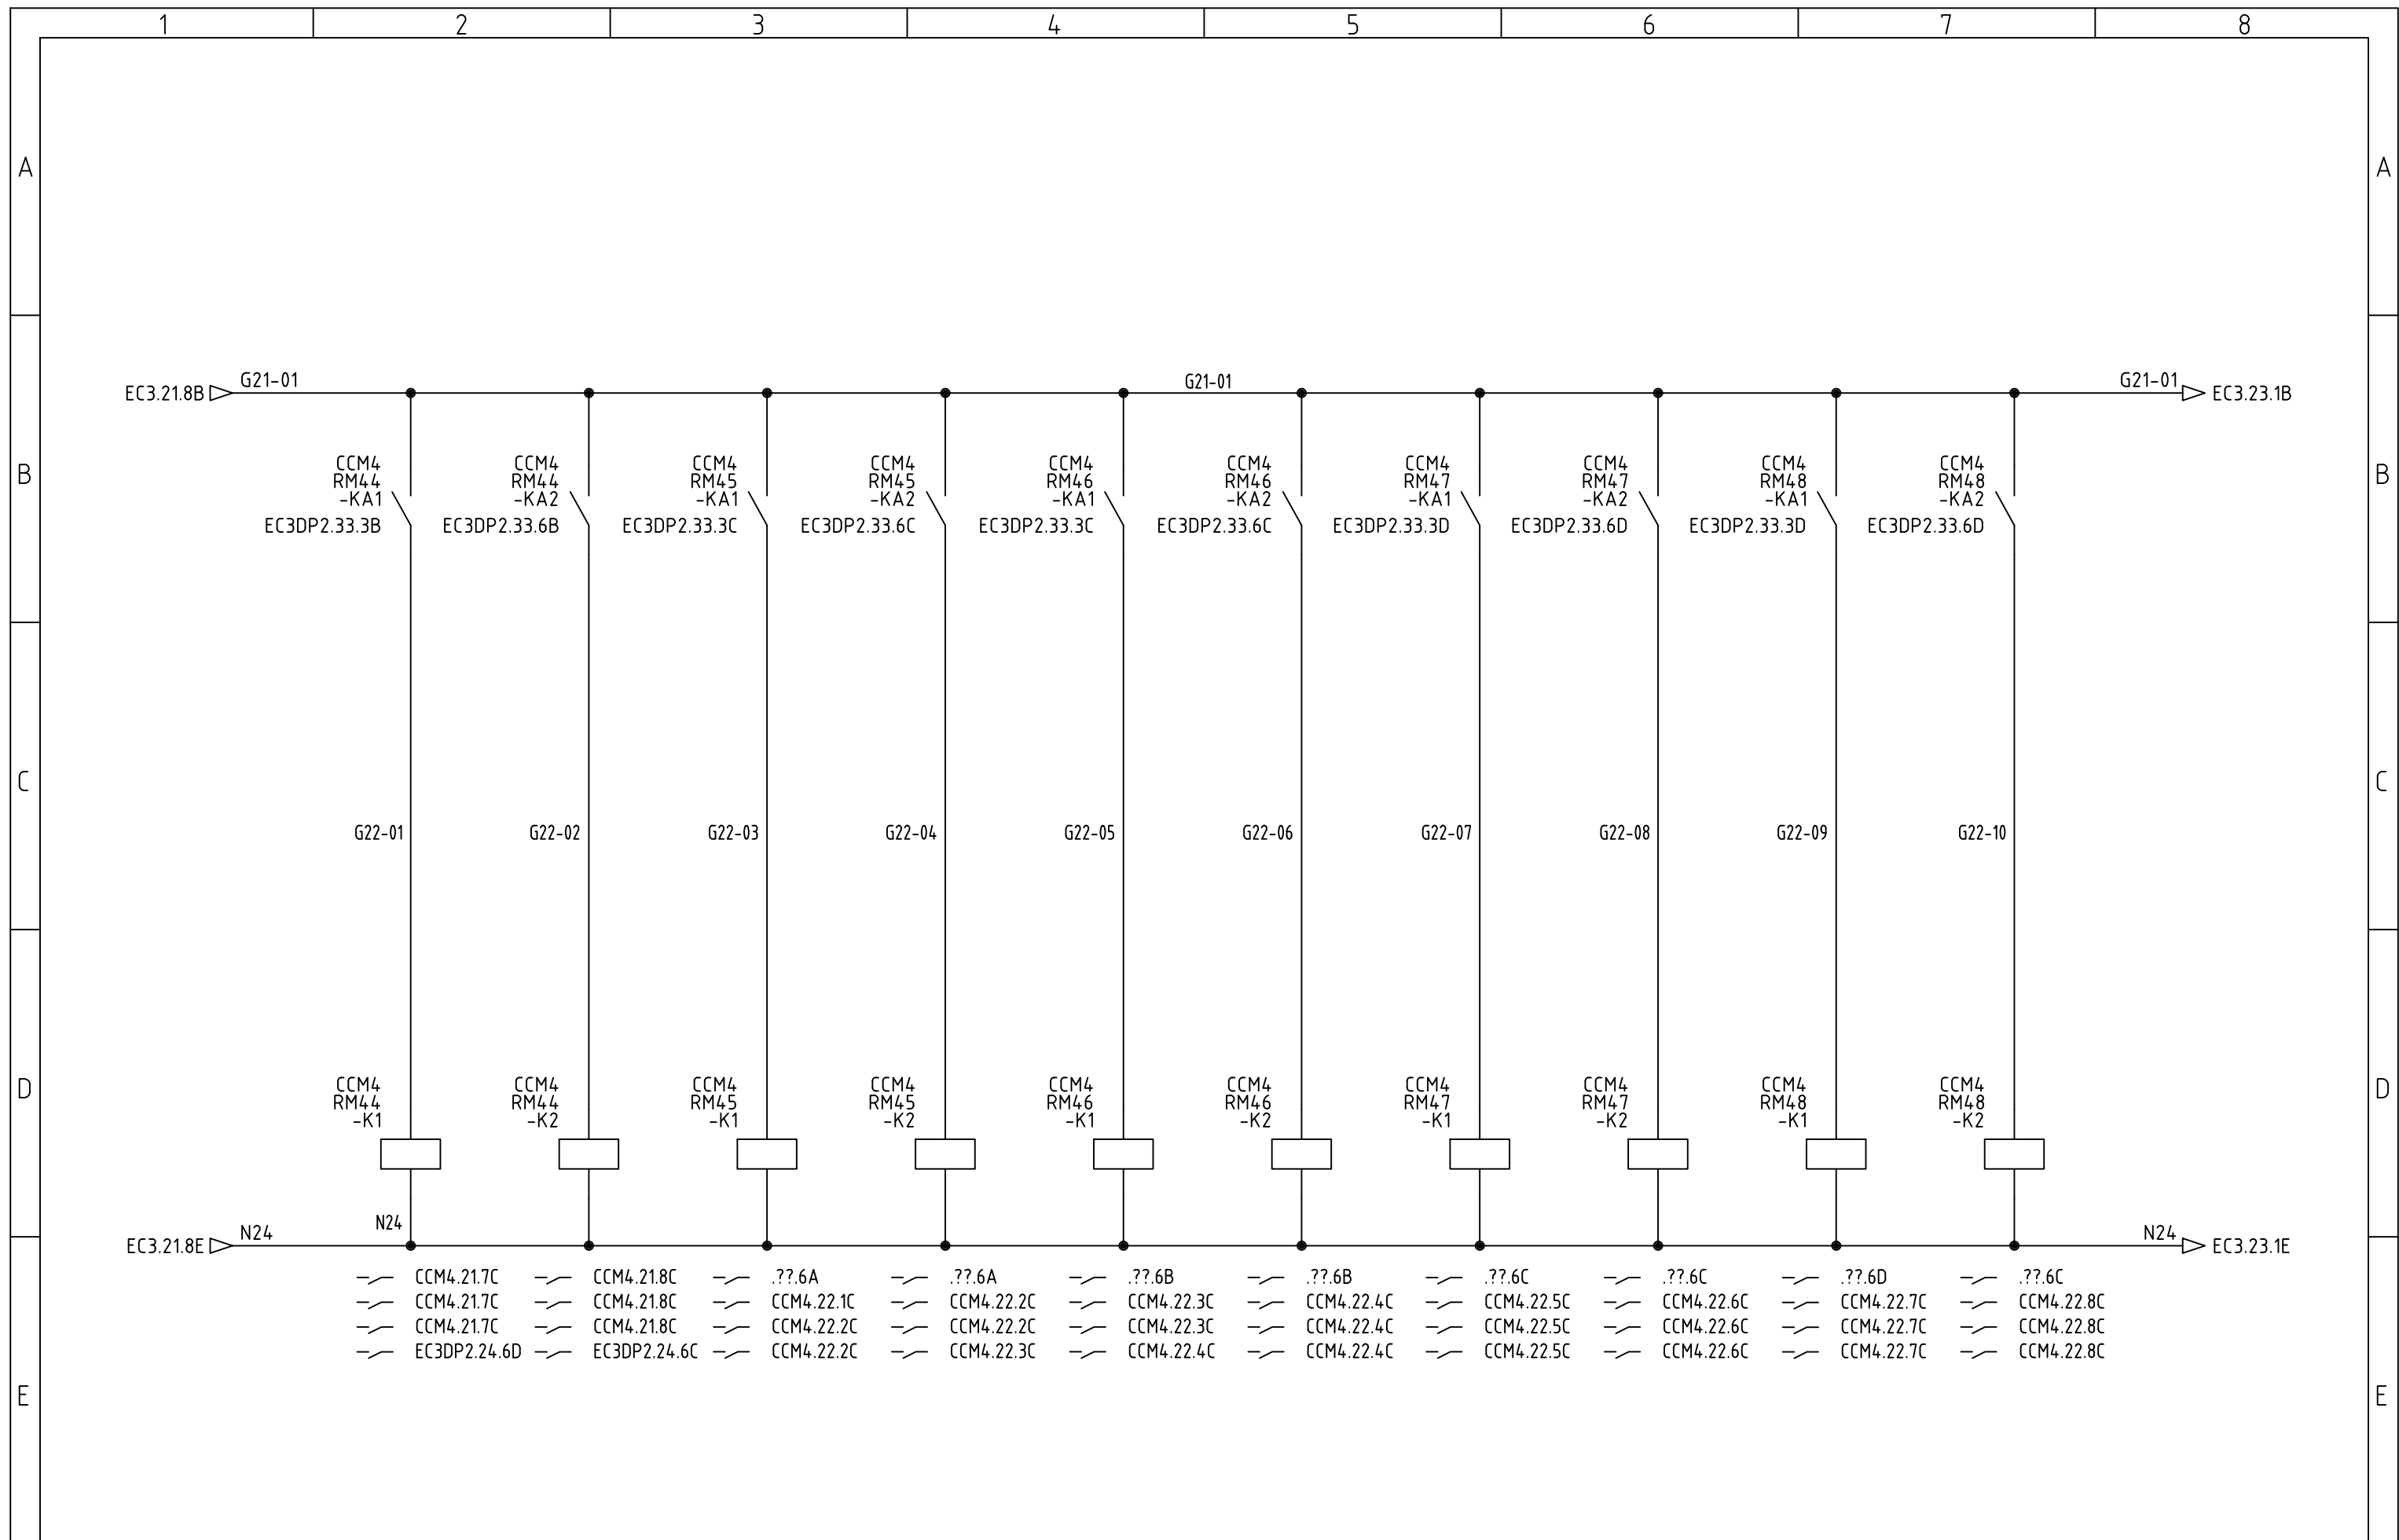 1 2 3 4 5 6 7 8
A A
G21-01 G21-01 G21-01
EC3.21.8B EC3.23.1B
CCM4 CCM4 CCM4 CCM4 CCM4 CCM4 CCM4 CCM4 CCM4 CCM4
B B
RM44 RM44 RM45 RM45 RM46 RM46 RM47 RM47 RM48 RM48
-KA1 -KA2 -KA1 -KA2 -KA1 -KA2 -KA1 -KA2 -KA1 -KA2
EC3DP2.33.3B EC3DP2.33.6B EC3DP2.33.3C EC3DP2.33.6C EC3DP2.33.3C EC3DP2.33.6C EC3DP2.33.3D EC3DP2.33.6D EC3DP2.33.3D EC3DP2.33.6D
C C
G22-01 G22-02 G22-03 G22-04 G22-05 G22-06 G22-07 G22-08 G22-09 G22-10
CCM4 CCM4 CCM4 CCM4 CCM4 CCM4 CCM4 CCM4 CCM4 CCM4
D D
RM44 RM44 RM45 RM45 RM46 RM46 RM47 RM47 RM48 RM48
-K1 -K2 -K1 -K2 -K1 -K2 -K1 -K2 -K1 -K2
N24 N24 N24
EC3.21.8E EC3.23.1E
CCM4.21.7C CCM4.21.8C .??.6A .??.6A .??.6B .??.6B .??.6C .??.6C .??.6D .??.6C
CCM4.21.7C CCM4.21.8C CCM4.22.1C CCM4.22.2C CCM4.22.3C CCM4.22.4C CCM4.22.5C CCM4.22.6C CCM4.22.7C CCM4.22.8C
CCM4.21.7C CCM4.21.8C CCM4.22.2C CCM4.22.2C CCM4.22.3C CCM4.22.4C CCM4.22.5C CCM4.22.6C CCM4.22.7C CCM4.22.8C
EC3DP2.24.6D EC3DP2.24.6C CCM4.22.2C CCM4.22.3C CCM4.22.4C CCM4.22.4C CCM4.22.5C CCM4.22.6C CCM4.22.7C CCM4.22.8C
E E